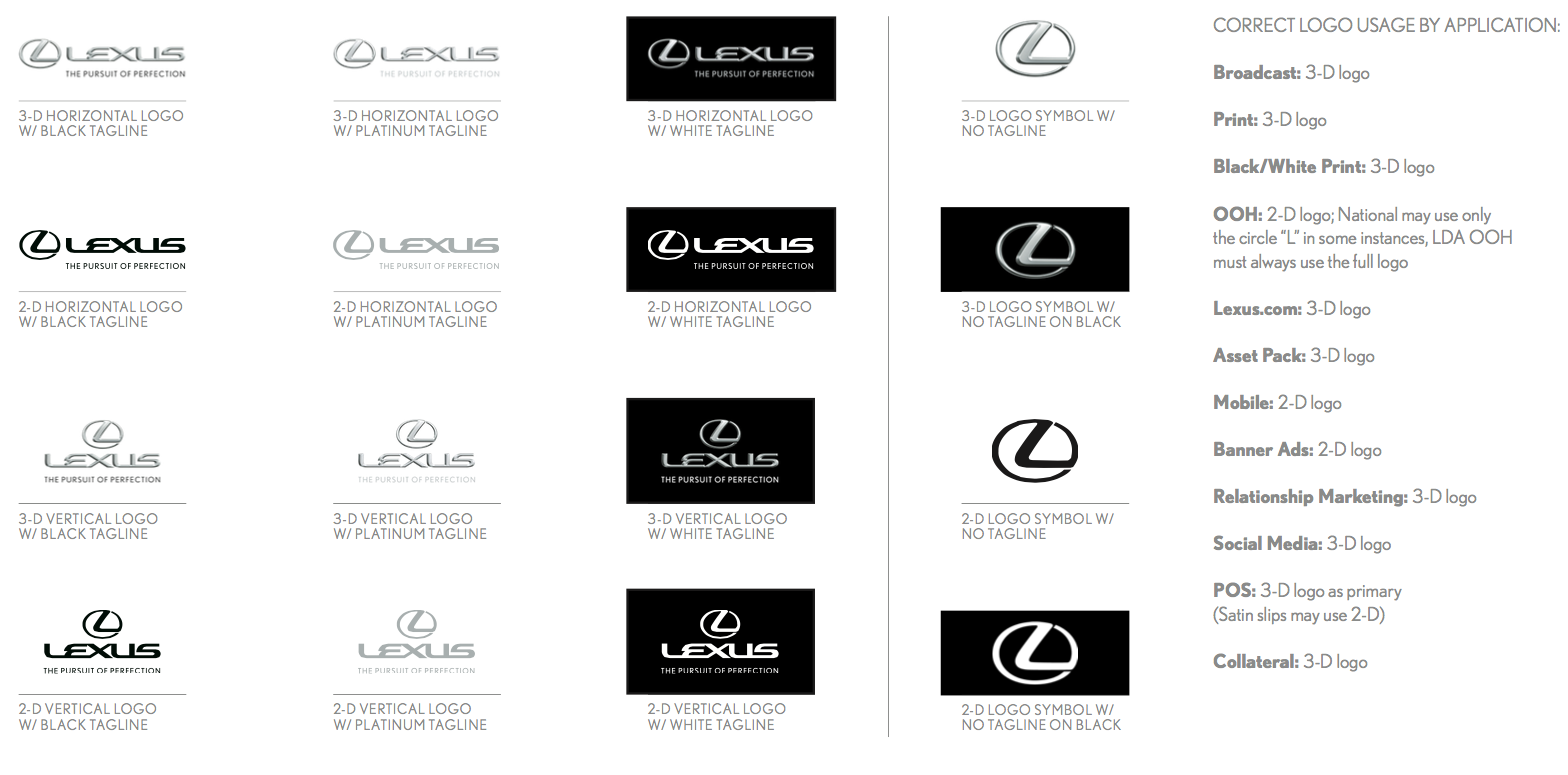 LEXUS
THE PURSUIT OF PERFECTION
3-D HORIZONTAL LOGO
W/ BLACK TAGLINE
LEXUS
THE PURSUIT OF PERFECTION
3-D HORIZONTAL LOGO
W/ PLATINUM TAGLINE
LEXUS
THE PURSUIT OF PERFECTION
3-D HORIZONTAL LOGO
W/ WHITE TAGLINE
3-D LOGO SYMBOL W/
NO TAGLINE
LEXUS
THE PURSUIT OF PERFECTION
2-D HORIZONTAL LOGO
W/ BLACK TAGLINE
LEXUS
THE PURSUIT OF PERFECTION
2-D HORIZONTAL LOGO
W/ PLATINUM TAGLINE
LEXUS
THE PURSUIT OF PERFECTION
2-D HORIZONTAL LOGO
W/ WHITE TAGLINE
3-D LOGO SYMBOL W/
NO TAGLINE ON BLACK
LEXUS
THE PURSUIT OF PERFECTION
3-D VERTICAL LOGO
W/ BLACK TAGLINE
LEXUS
THE PURSUIT OF PERFECTION
3-D VERTICAL LOGO
W/ PLATINUM TAGLINE
LEXUS
THE PURSUIT OF PERFECTION
3-D VERTICAL LOGO
W/ WHITE TAGLINE
2-D LOGO SYMBOL W/
NO TAGLINE
LEXUS
THE PURSUIT OF PERFECTION
2-D VERTICAL LOGO
W/ BLACK TAGLINE
LEXUS
THE PURSUIT OF PERFECTION
2-D VERTICAL LOGO
W/ PLATINUM TAGLINE
LEXUS
THE PURSUIT OF PERFECTION
2-D VERTICAL LOGO
W/ WHITE TAGLINE
2-D LOGO SYMBOL W/
NO TAGLINE ON BLACK
CORRECT LOGO USAGE BY APPLICATION:
Broadcast: 3-D logo
Print: 3-D logo
Black/White Print: 3-D logo
OOH: 2-D logo; National may use only
the circle “L” in some instances, LDA OOH
must always use the full logo
Lexus.com: 3-D logo
Asset Pack: 3-D logo
Mobile: 2-D logo
Banner Ads: 2-D logo
Relationship Marketing: 3-D logo
Social Media: 3-D logo
POS: 3-D logo as primary
(Satin slips may use 2-D)
Collateral: 3-D logo